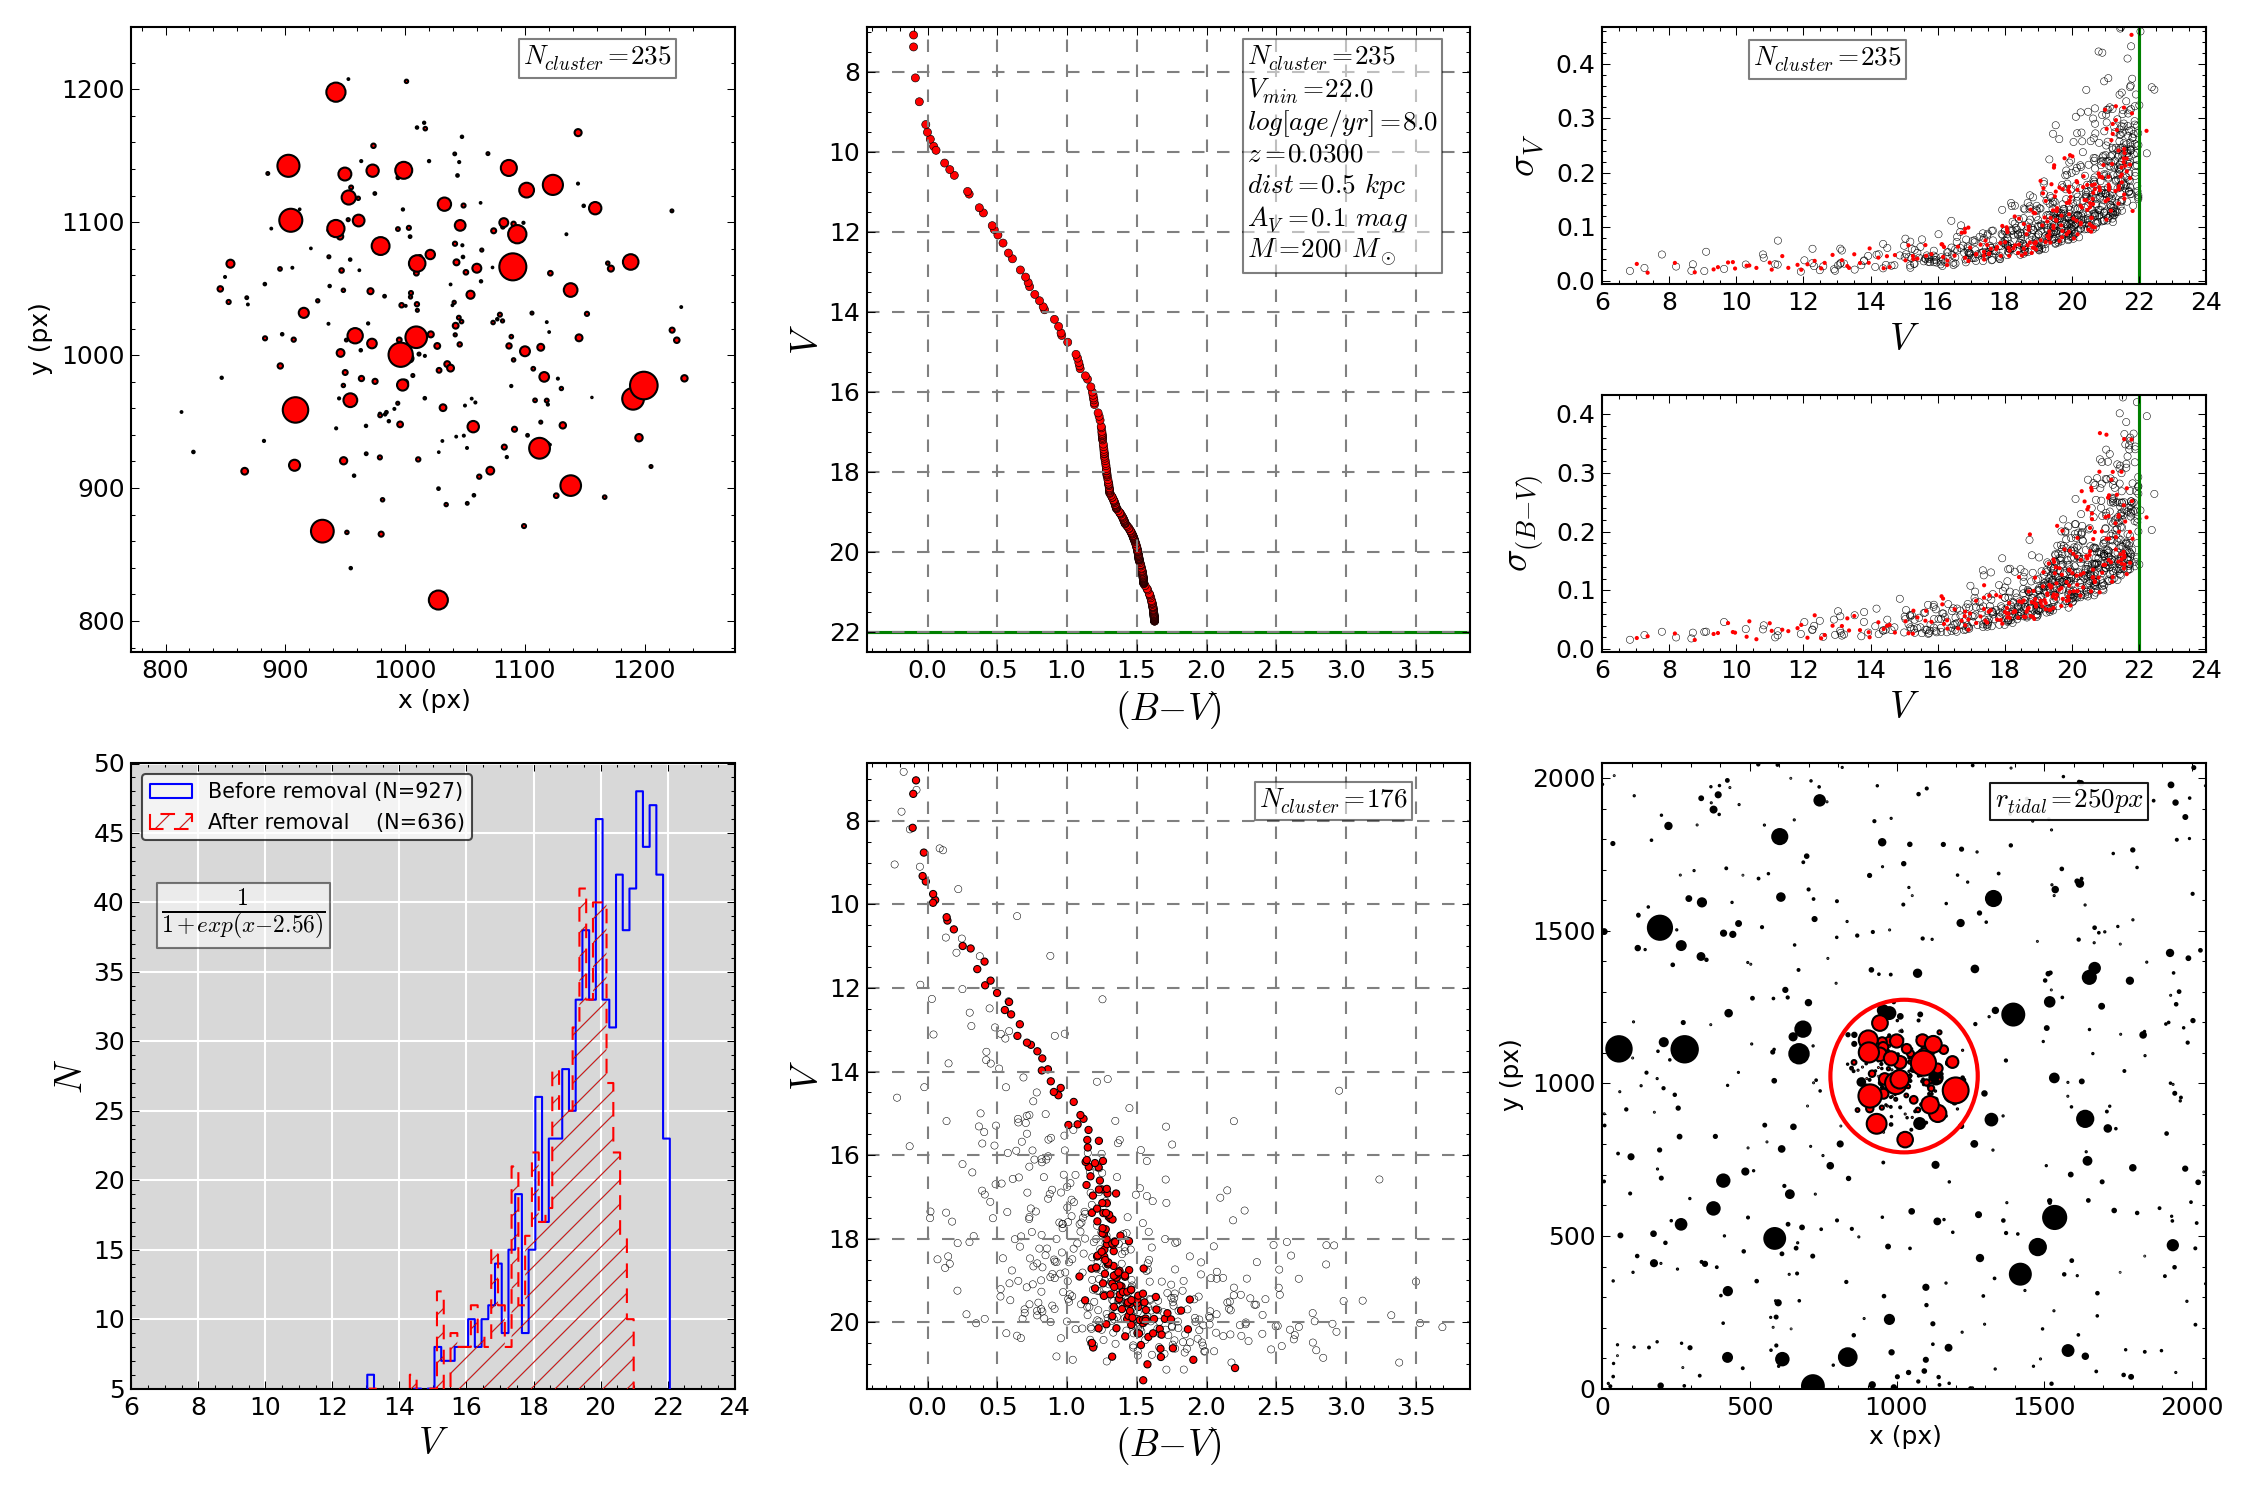 N_cluster = 235
1200
1100
1000
900
800
y (px)
800 900 1000 1100 1200
x (px)
N_cluster = 235
V_min = 22.0
log[age/yr] = 8.0
z = 0.0300
dist = 0.5 kpc
A_V = 0.1 mag
M = 200 M_⊙
8
10
12
14
16
18
20
22
V
0.0 0.5 1.0 1.5 2.0 2.5 3.0 3.5
(B−V)
N_cluster = 235
0.4
0.3
0.2
0.1
0.0
σ_V
6 8 10 12 14 16 18 20 22 24
V
0.4
0.3
0.2
0.1
0.0
σ_(B−V)
6 8 10 12 14 16 18 20 22 24
V
Before removal (N=927)
After removal (N=636)
1
1+exp(x−2.56)
50
45
40
35
30
25
20
15
10
5
N
6 8 10 12 14 16 18 20 22 24
V
N_cluster = 176
8
10
12
14
16
18
20
V
0.0 0.5 1.0 1.5 2.0 2.5 3.0 3.5
(B−V)
r_tidal = 250px
2000
1500
1000
500
0
y (px)
0 500 1000 1500 2000
x (px)